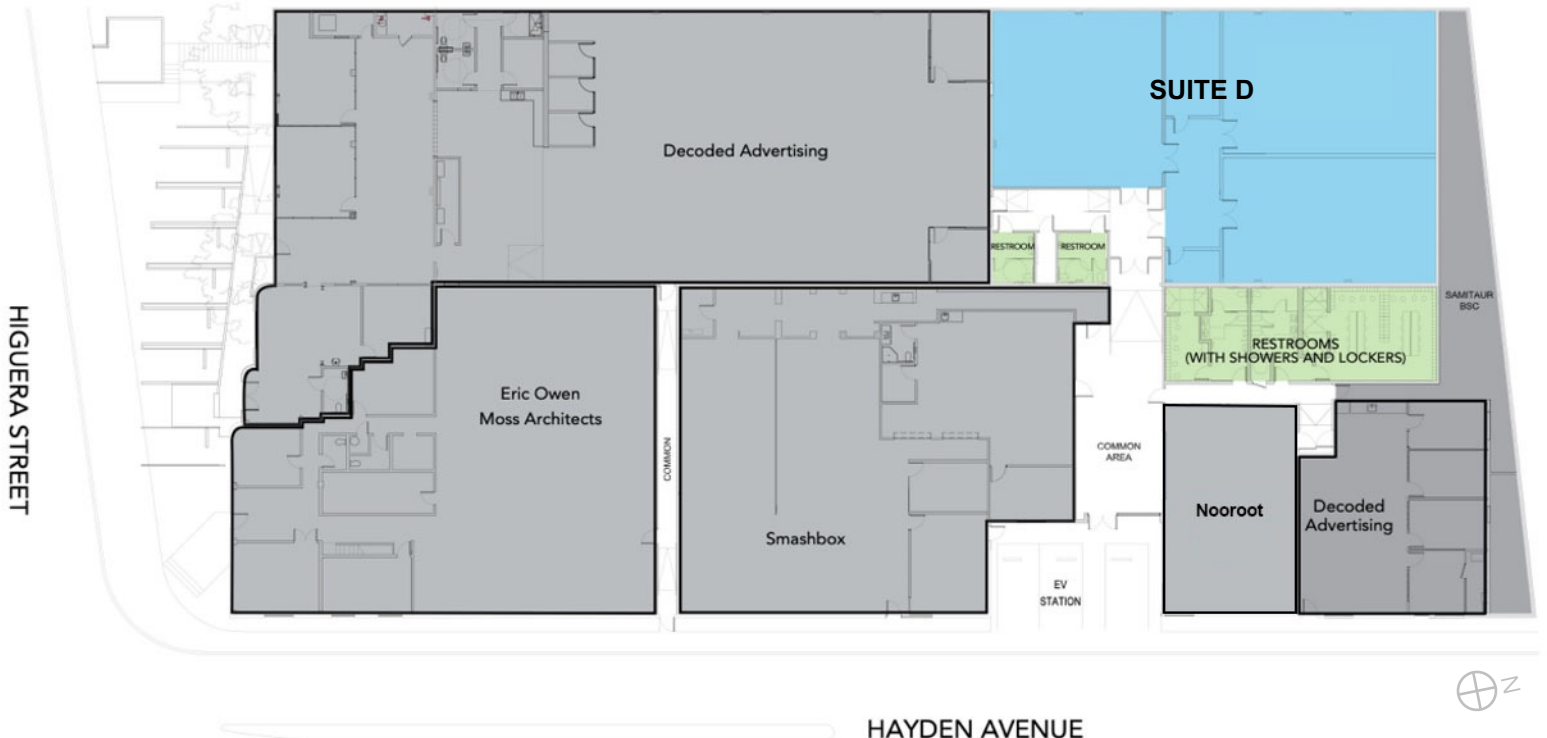 SUITE D
Decoded Advertising
RESTROOM
RESTROOM
SAMITAUR
BSC
RESTROOMS
(WITH SHOWERS AND LOCKERS)
HIGUERA STREET
Eric Owen
Moss Architects
COMMON
COMMON
AREA
Nooroot
Decoded
Advertising
Smashbox
EV
STATION
N
HAYDEN AVENUE